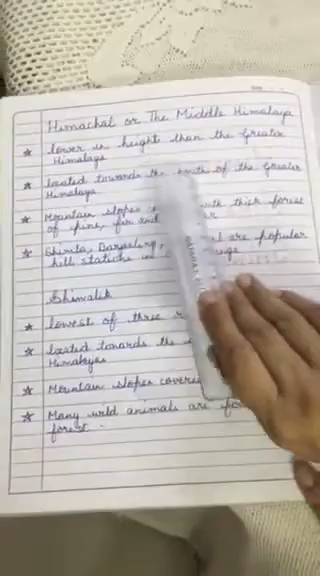 Himachal or The Middle Himalaya
★ lower in height than the Greater
Himalaya
★ located towards the south of the Greater
Himalaya
★ Mountain slopes with thick forest
of pine, fir and
★ Shimla, Darjeeling, are popular
hill stations in
Shimalik
★ lowest of three
★ located towards the
Himalayas
★ Mountain slopes covered
★ Many wild animals are
forest.